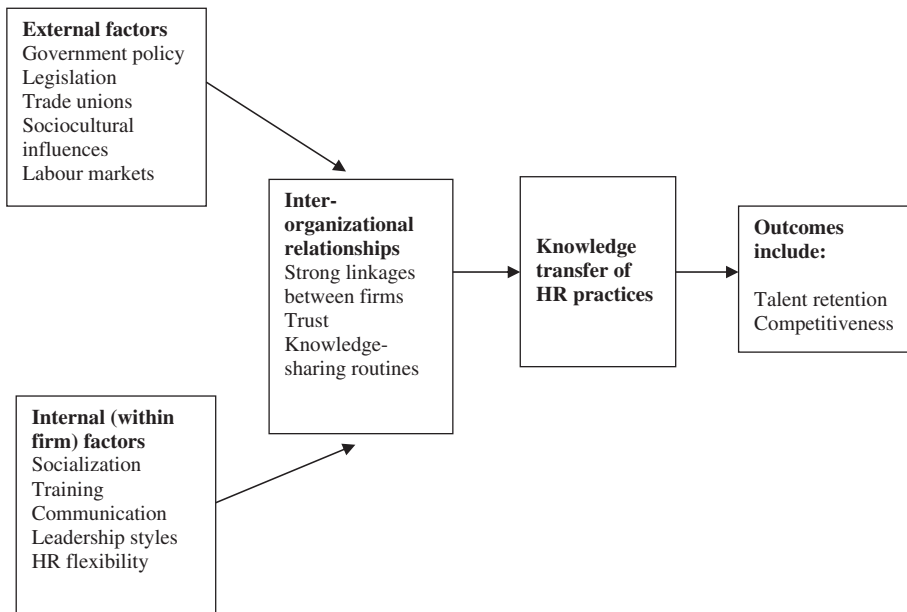 External factors
Government policy
Legislation
Trade unions
Sociocultural
influences
Labour markets
Inter-
organizational
relationships
Strong linkages
between firms
Trust
Knowledge-
sharing routines
Knowledge
transfer of
HR practices
Outcomes
include:
Talent retention
Competitiveness
Internal (within
firm) factors
Socialization
Training
Communication
Leadership styles
HR flexibility